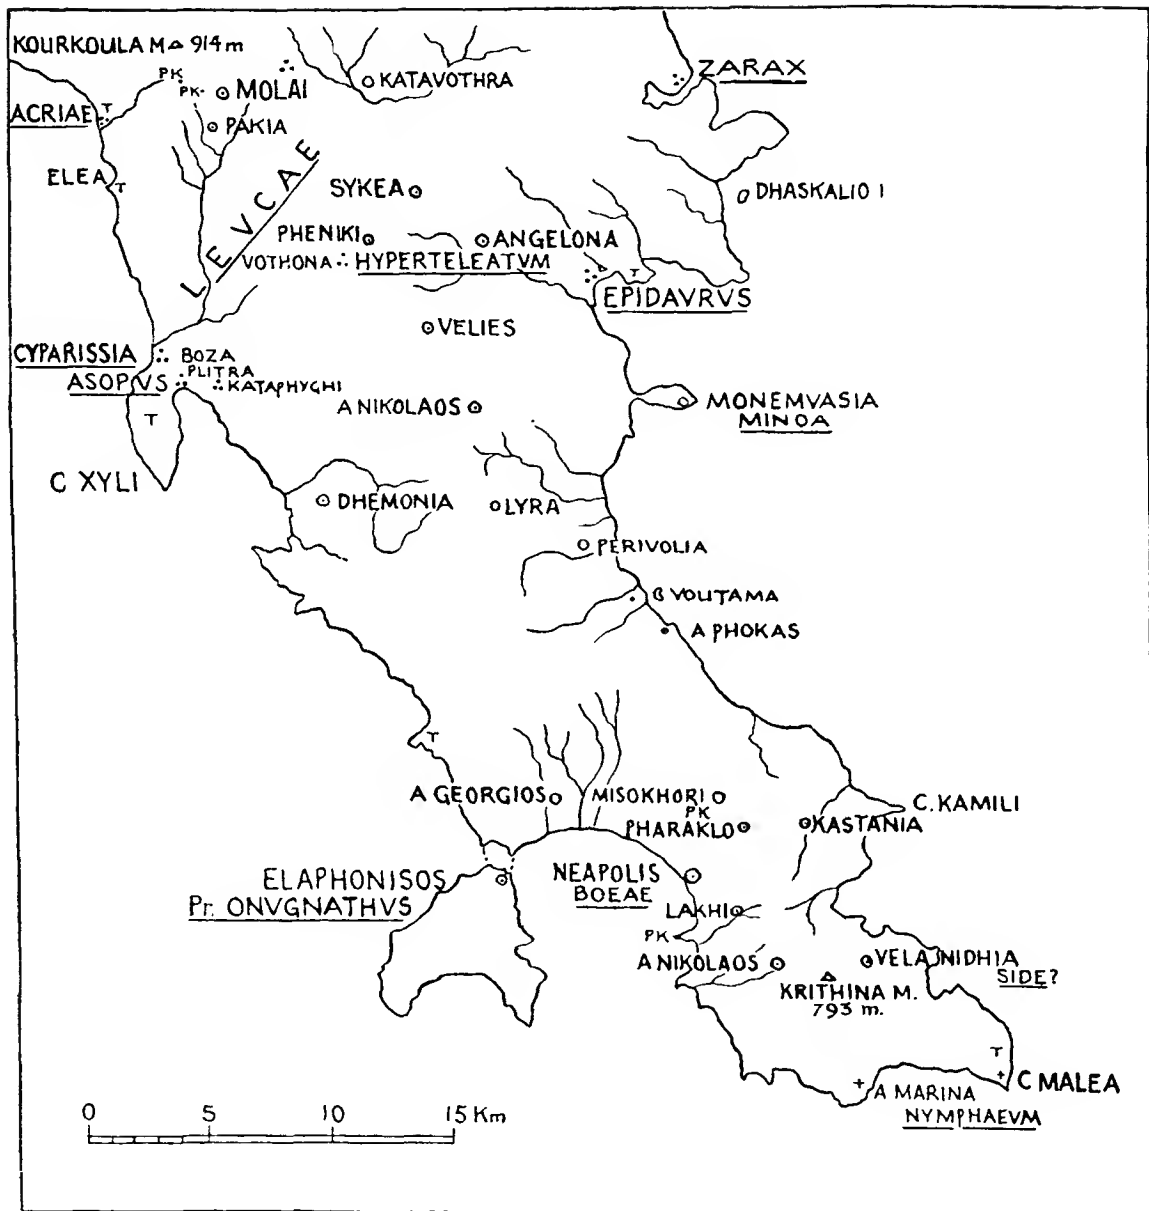 KOURKOULA M 914 m
PK
PK
MOLAI
KATAVOTHRA
ZARAX
ACRIAE
T
PAKIA
ELEA
T
LEVCAE
SYKEA
DHASKALIO I
PHENIKI
ANGELONA
VOTHONA
HYPERTELEATVM
T
EPIDAVRVS
VELIES
CYPARISSIA
BOZA
PLITRA
ASOPVS
KATAPHYGHI
T
A NIKOLAOS
MONEMVASIA
MINOA
C XYLI
DHEMONIA
LYRA
PERIVOLIA
B VOUTAMA
A PHOKAS
T
A GEORGIOS
MISOKHORI
PK
C. KAMILI
PHARAKLO
KASTANIA
ELAPHONISOS
Pr. ONVGNATHVS
NEAPOLIS
BOEAE
LAKHI
PK
A NIKOLAOS
VELANIDHIA
SIDE?
KRITHINA M.
793 m.
T
C MALEA
A MARINA
NYMPHAEVM
0 5 10 15 Km